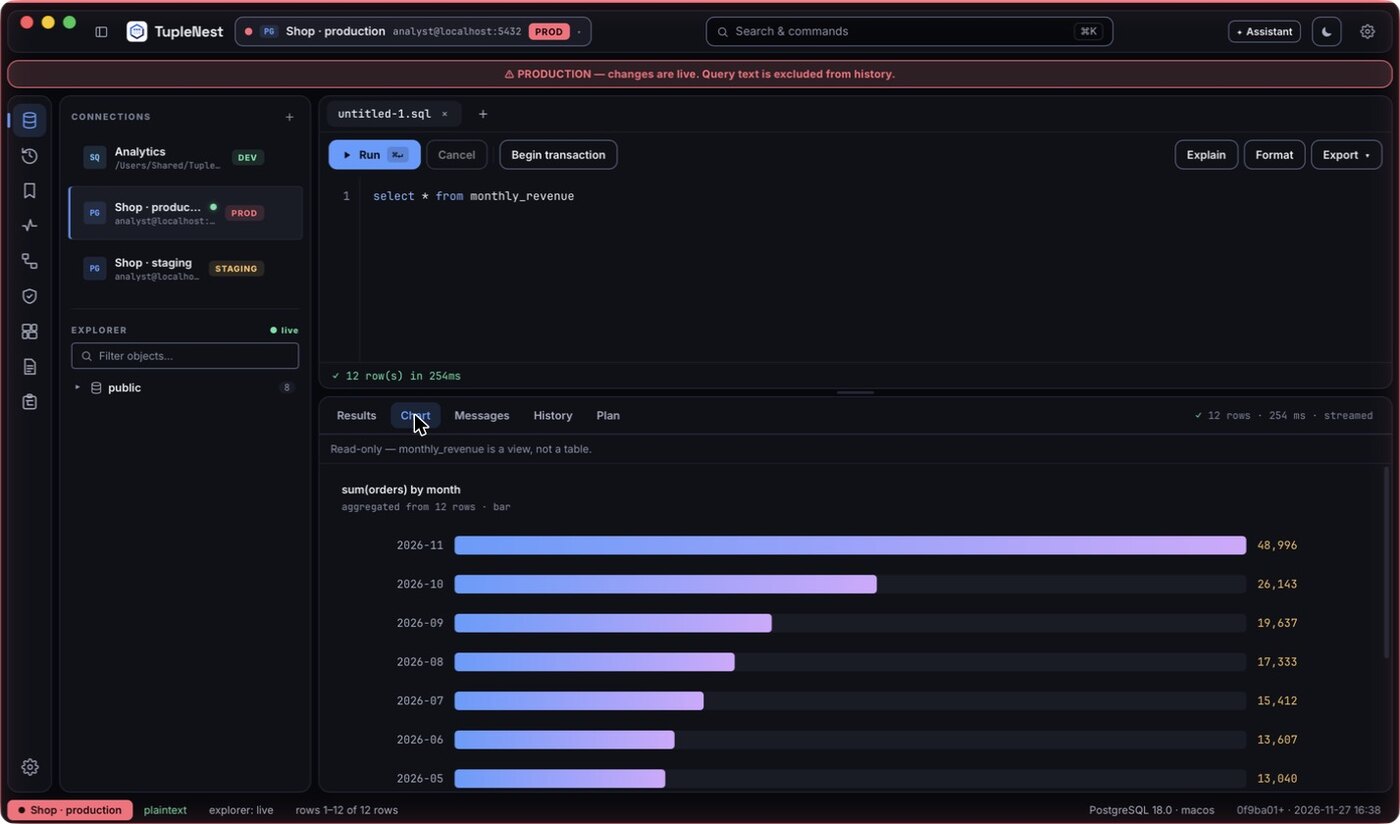 TupleNest
PG Shop · production analyst@localhost:5432 PROD
Search & commands ⌘K
Assistant
⚠ PRODUCTION — changes are live. Query text is excluded from history.
CONNECTIONS +
SQ Analytics DEV
/Users/Shared/Tuple…
PG Shop · produc… PROD
analyst@localhost:…
PG Shop · staging STAGING
analyst@localho…
EXPLORER live
Filter objects...
public 8
untitled-1.sql × +
Run ⌘↵ Cancel Begin transaction Explain Format Export
1 select * from monthly_revenue
✓ 12 row(s) in 254ms
Results Chart Messages History Plan ✓ 12 rows · 254 ms · streamed
Read-only — monthly_revenue is a view, not a table.
sum(orders) by month
aggregated from 12 rows · bar
2026-11 48,996
2026-10 26,143
2026-09 19,637
2026-08 17,333
2026-07 15,412
2026-06 13,607
2026-05 13,040
Shop · production plaintext explorer: live rows 1–12 of 12 rows PostgreSQL 18.0 · macos 0f9ba01+ · 2026-11-27 16:38